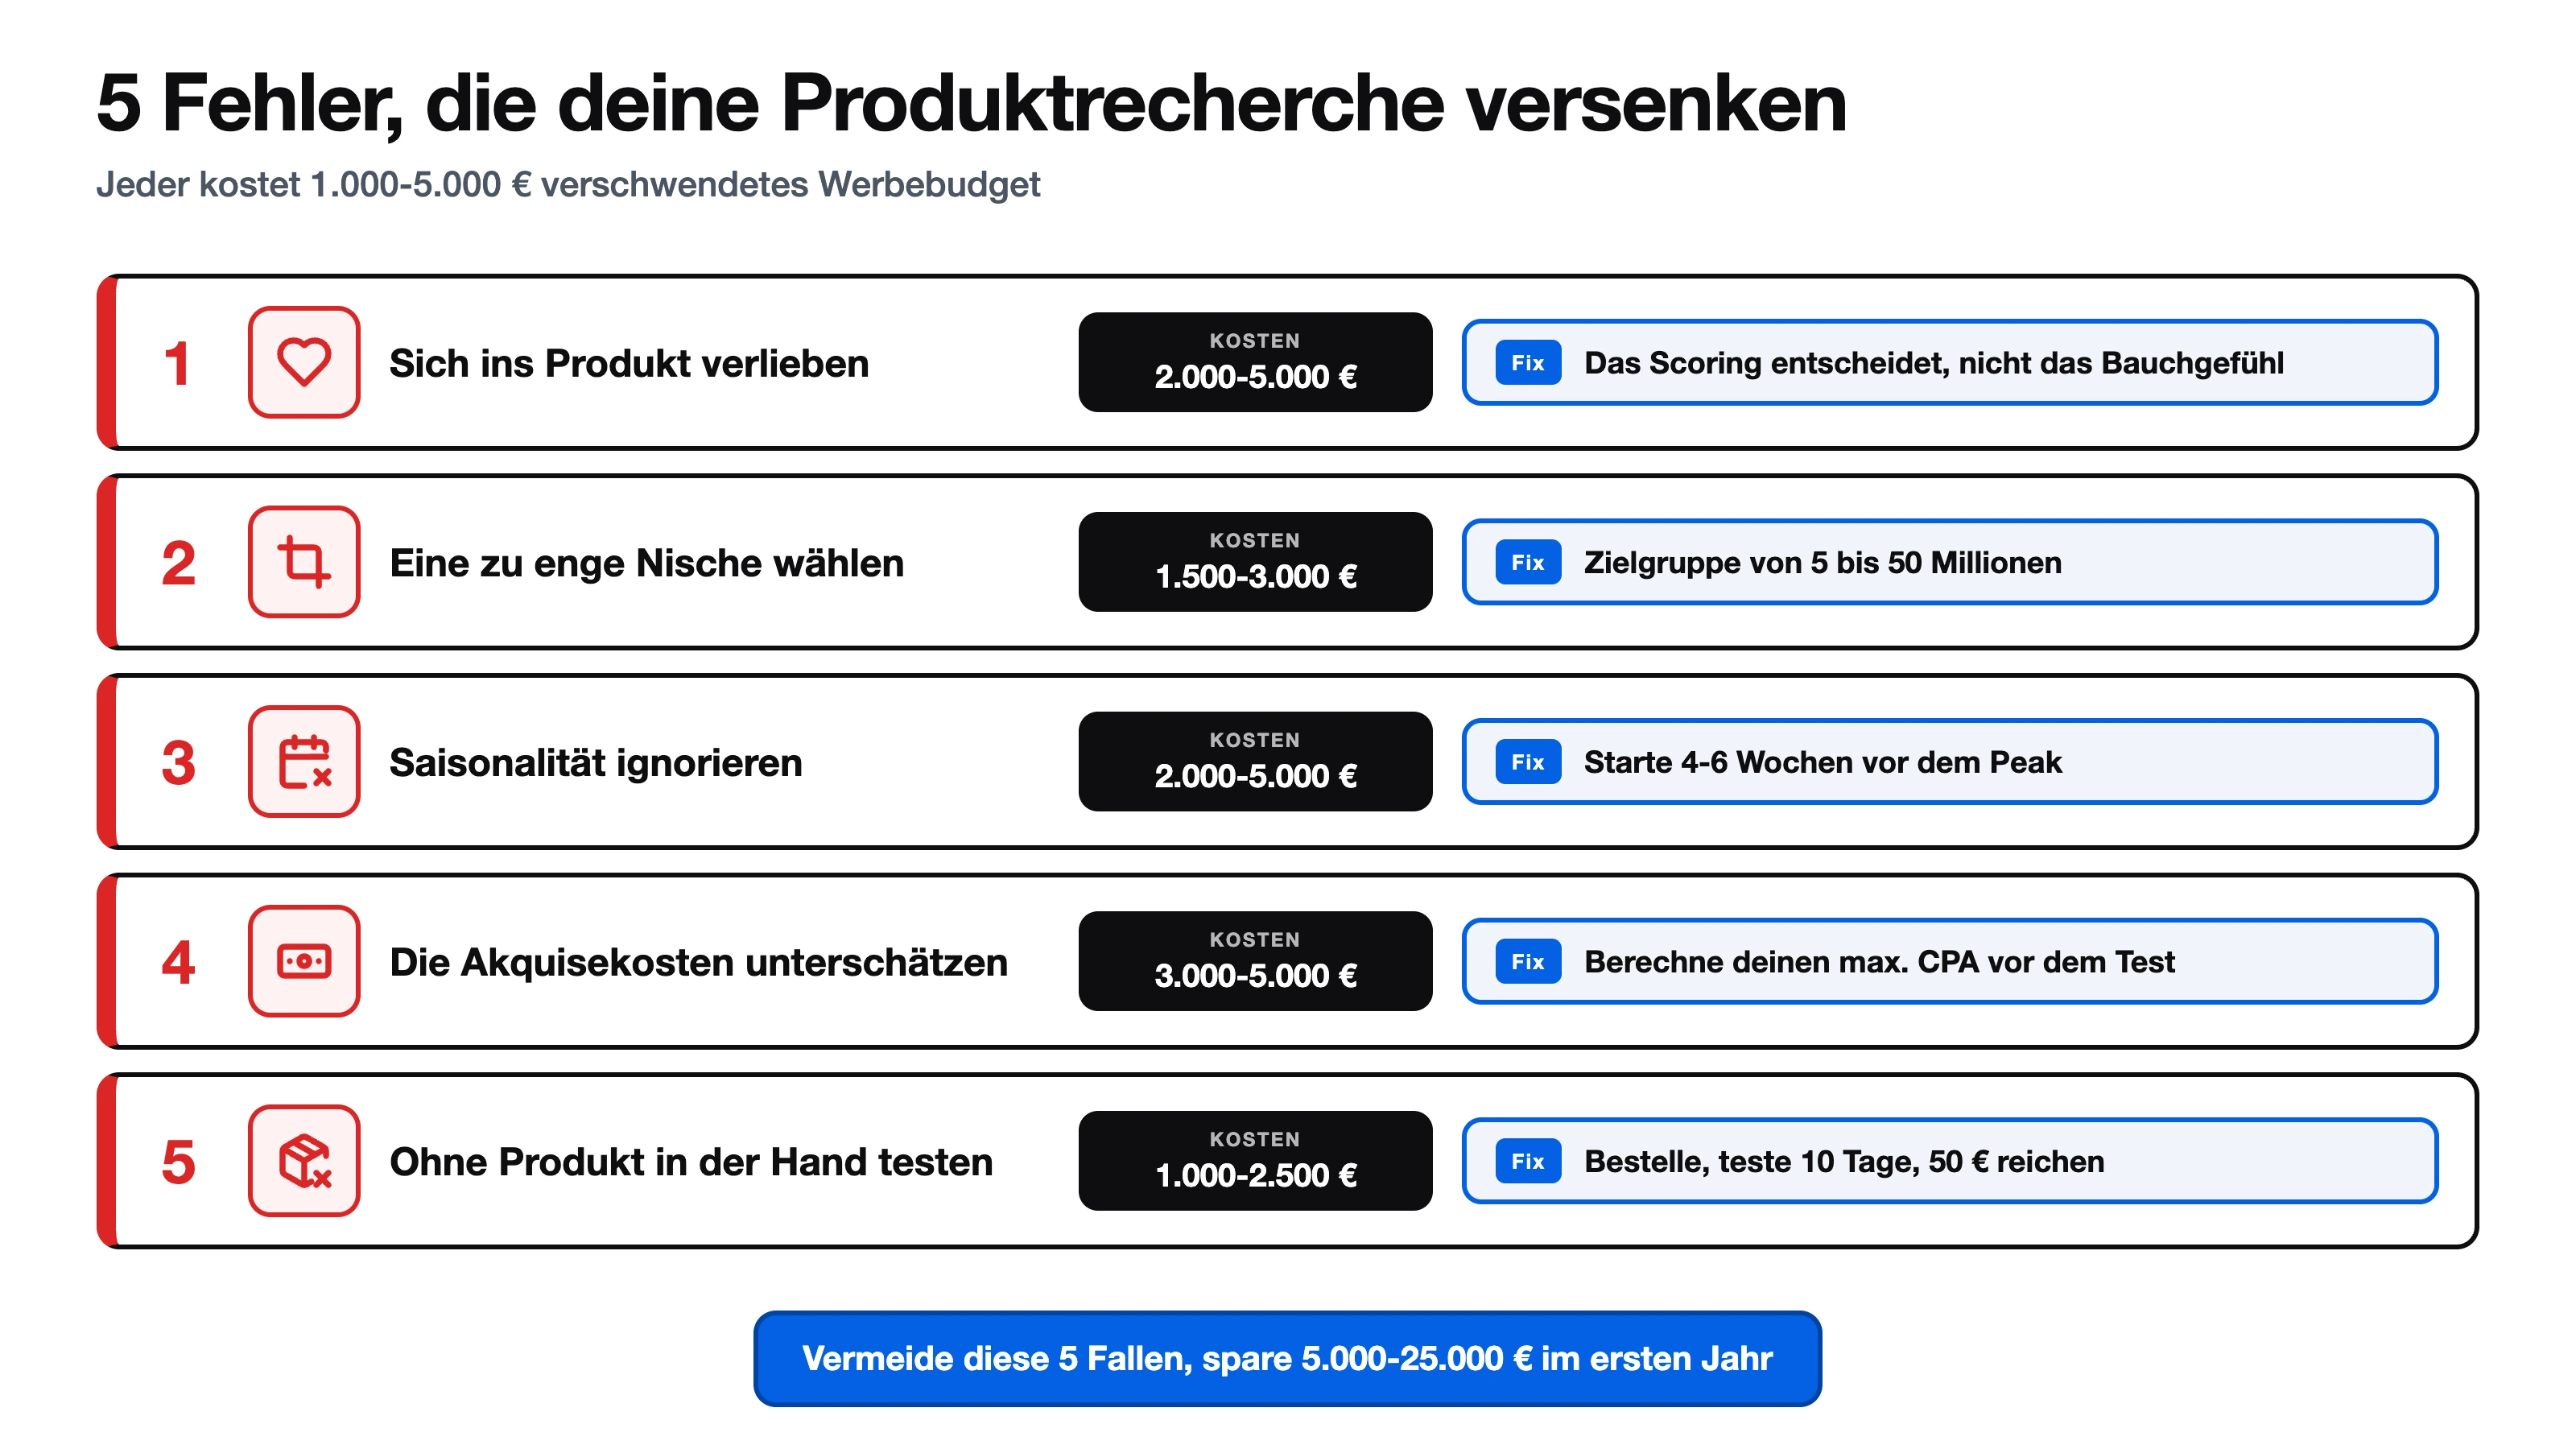 5 Fehler, die deine Produktrecherche versenken
Jeder kostet 1.000-5.000 € verschwendetes Werbebudget
1
Sich ins Produkt verlieben
KOSTEN
2.000-5.000 €
Fix
Das Scoring entscheidet, nicht das Bauchgefühl
2
Eine zu enge Nische wählen
KOSTEN
1.500-3.000 €
Fix
Zielgruppe von 5 bis 50 Millionen
3
Saisonalität ignorieren
KOSTEN
2.000-5.000 €
Fix
Starte 4-6 Wochen vor dem Peak
4
Die Akquisekosten unterschätzen
KOSTEN
3.000-5.000 €
Fix
Berechne deinen max. CPA vor dem Test
5
Ohne Produkt in der Hand testen
KOSTEN
1.000-2.500 €
Fix
Bestelle, teste 10 Tage, 50 € reichen
Vermeide diese 5 Fallen, spare 5.000-25.000 € im ersten Jahr